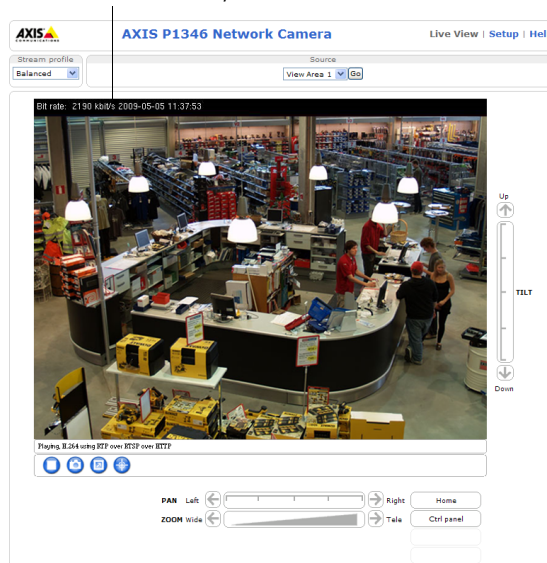 AXIS
COMMUNICATIONS
AXIS P1346 Network Camera
Live View | Setup | Hel
Stream profile
Source
Balanced
View Area 1
Go
Bit rate: 2190 kbit/s 2009-05-05 11:37:53
Up
TILT
Down
Playing, H.264 using RTP over RTSP over HTTP
PAN Left
Right
Home
ZOOM Wide
Tele
Ctrl panel